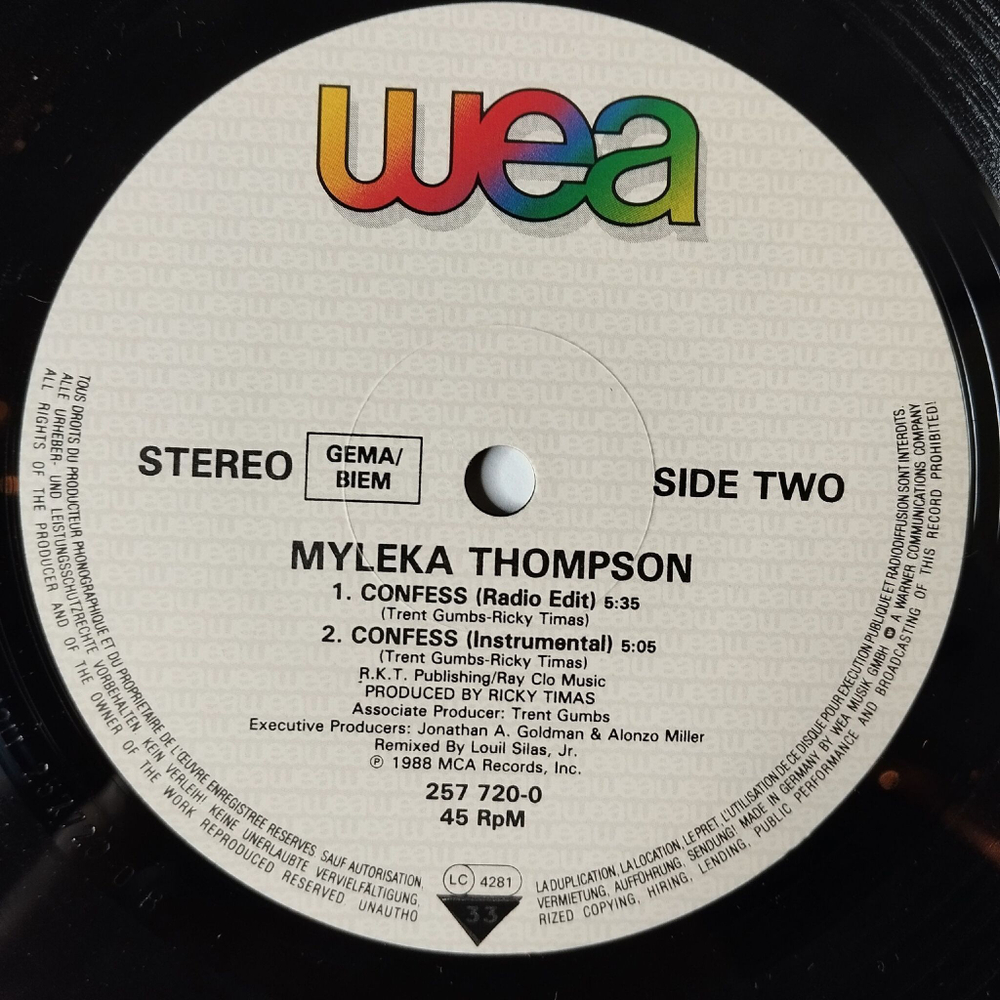 wea
STEREO
GEMA/
BIEM
SIDE TWO
MYLEKA THOMPSON
1. CONFESS (Radio Edit) 5:35
(Trent Gumbs-Ricky Timas)
2. CONFESS (Instrumental) 5:05
(Trent Gumbs-Ricky Timas)
R.K.T. Publishing/Ray Clo Music
PRODUCED BY RICKY TIMAS
Associate Producer: Trent Gumbs
Executive Producers: Jonathan A. Goldman & Alonzo Miller
Remixed By Louil Silas, Jr.
℗ 1988 MCA Records, Inc.
257 720-0
45 RpM
LC 4281
33
TOUS DROITS DU PRODUCTEUR PHONOGRAPHIQUE ET DU PROPRIETAIRE DE L'ŒUVRE ENREGISTREE RESERVES. SAUF AUTORISATION, LA DUPLICATION, LA LOCATION, LE PRET, L'UTILISATION DE CE DISQUE POUR EXECUTION PUBLIQUE ET RADIODIFFUSION SONT INTERDITS.
ALLE URHEBER- UND LEISTUNGSSCHUTZRECHTE VORBEHALTEN. KEIN VERLEIH! KEINE UNERLAUBTE VERVIELFÄLTIGUNG, VERMIETUNG, AUFFÜHRUNG, SENDUNG! MADE IN GERMANY BY WEA MUSIK GMBH A WARNER COMMUNICATIONS COMPANY
ALL RIGHTS OF THE PRODUCER AND OF THE OWNER OF THE WORK REPRODUCED RESERVED UNAUTHORIZED COPYING, HIRING, LENDING, PUBLIC PERFORMANCE AND BROADCASTING OF THIS RECORD PROHIBITED!